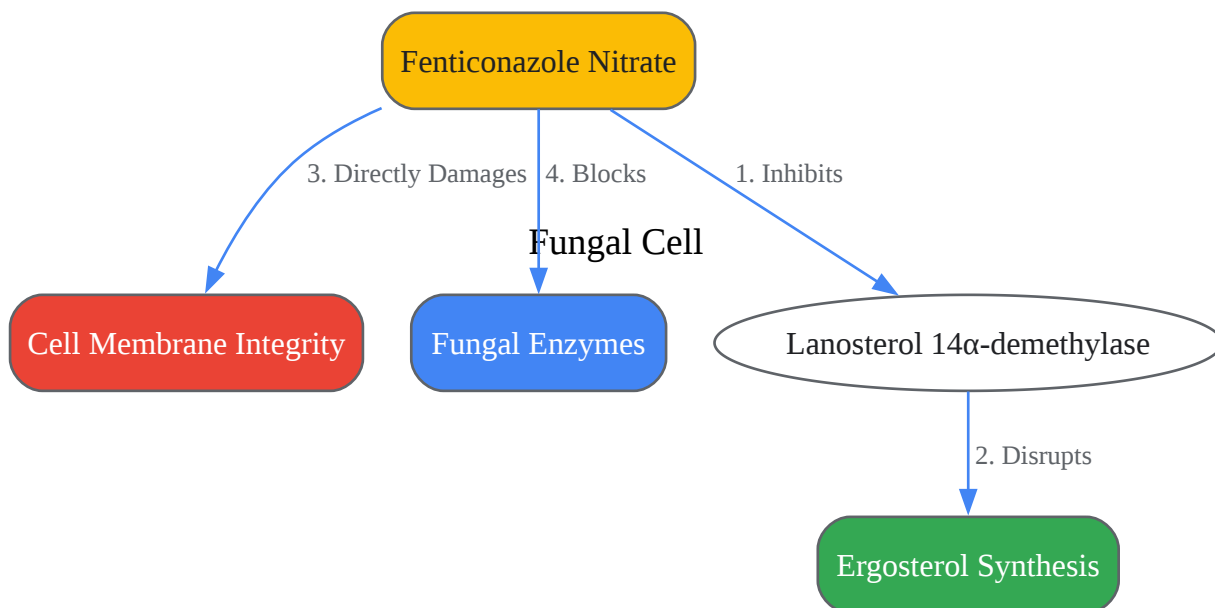 Fenticonazole Nitrate
3. Directly Damages
4. Blocks
1. Inhibits
Fungal Cell
Cell Membrane Integrity
Fungal Enzymes
Lanosterol 14α-demethylase
2. Disrupts
Ergosterol Synthesis